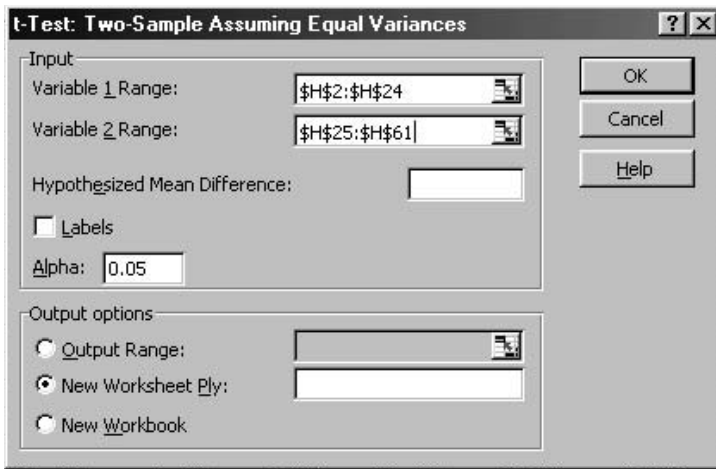 t-Test: Two-Sample Assuming Equal Variances
Input
Variable 1 Range:
$H$2:$H$24
Variable 2 Range:
$H$25:$H$61
Hypothesized Mean Difference:
Labels
Alpha:
0.05
OK
Cancel
Help
Output options
Output Range:
New Worksheet Ply:
New Workbook